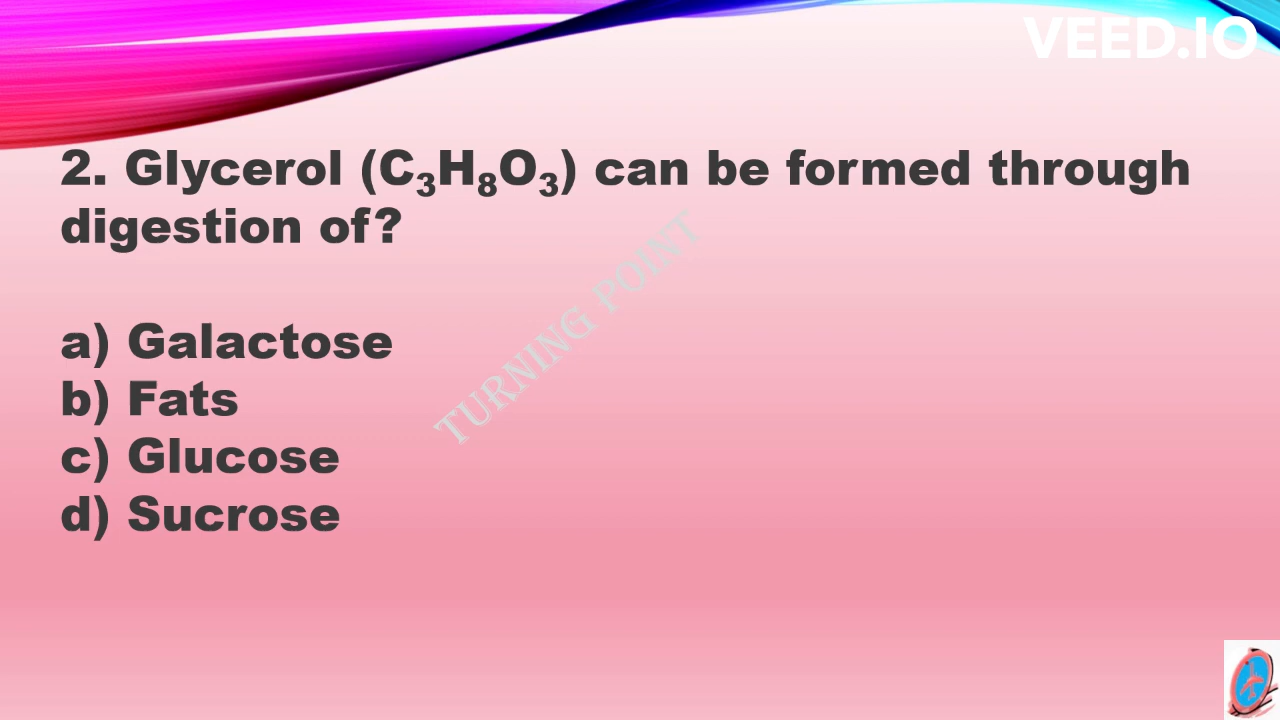 VEED.IO
2. Glycerol (C₃H₈O₃) can be formed through
digestion of?
TURNING POINT
a) Galactose
b) Fats
c) Glucose
d) Sucrose